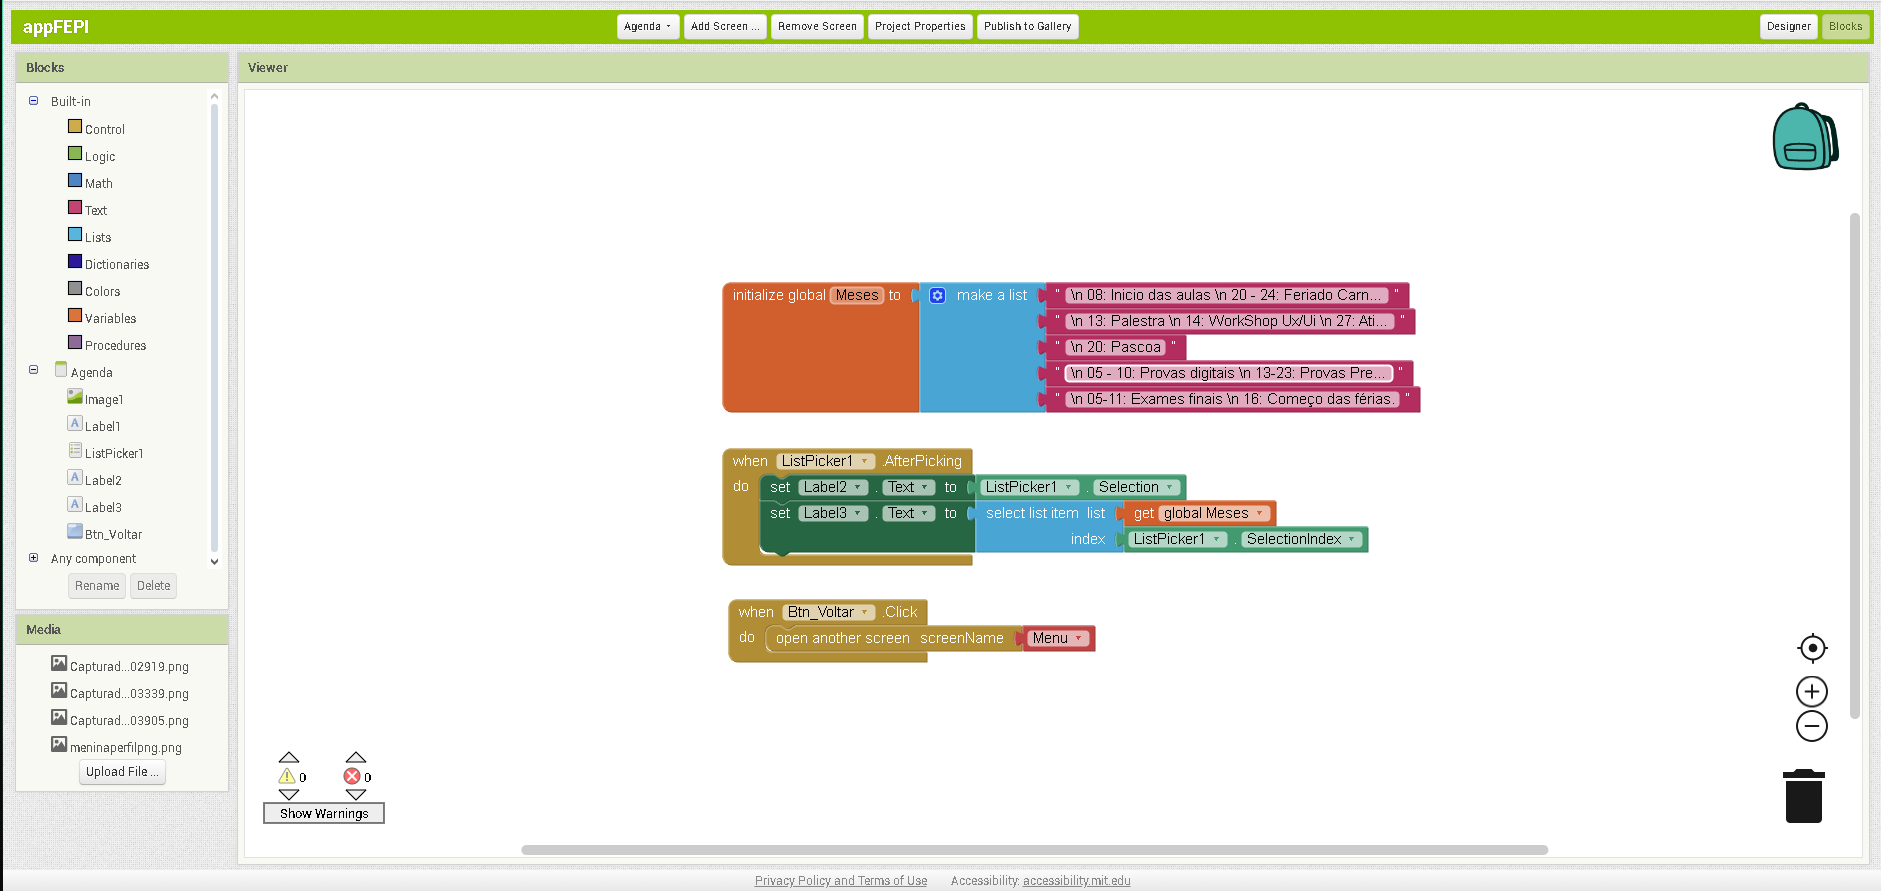 appFEPI
Agenda
Add Screen ...
Remove Screen
Project Properties
Publish to Gallery
Designer
Blocks
Blocks
Viewer
Built-in
Control
Logic
Math
Text
Lists
Dictionaries
Colors
Variables
Procedures
Agenda
Image1
Label1
ListPicker1
Label2
Label3
Btn_Voltar
Any component
Rename
Delete
Media
Capturad...02919.png
Capturad...03339.png
Capturad...03905.png
meninaperfilpng.png
Upload File ...
initialize global Meses to make a list " \n 08: Inicio das aulas \n 20 - 24: Feriado Carn... "
" \n 13: Palestra \n 14: WorkShop Ux/Ui \n 27: Ati... "
" \n 20: Pascoa "
" \n 05 - 10: Provas digitais \n 13-23: Provas Pre... "
" \n 05-11: Exames finais \n 16: Começo das férias. "
when ListPicker1 .AfterPicking
do set Label2 . Text to ListPicker1 . Selection
set Label3 . Text to select list item list get global Meses
index ListPicker1 . SelectionIndex
when Btn_Voltar .Click
do open another screen screenName Menu
0 0
Show Warnings
Privacy Policy and Terms of Use
Accessibility: accessibility.mit.edu